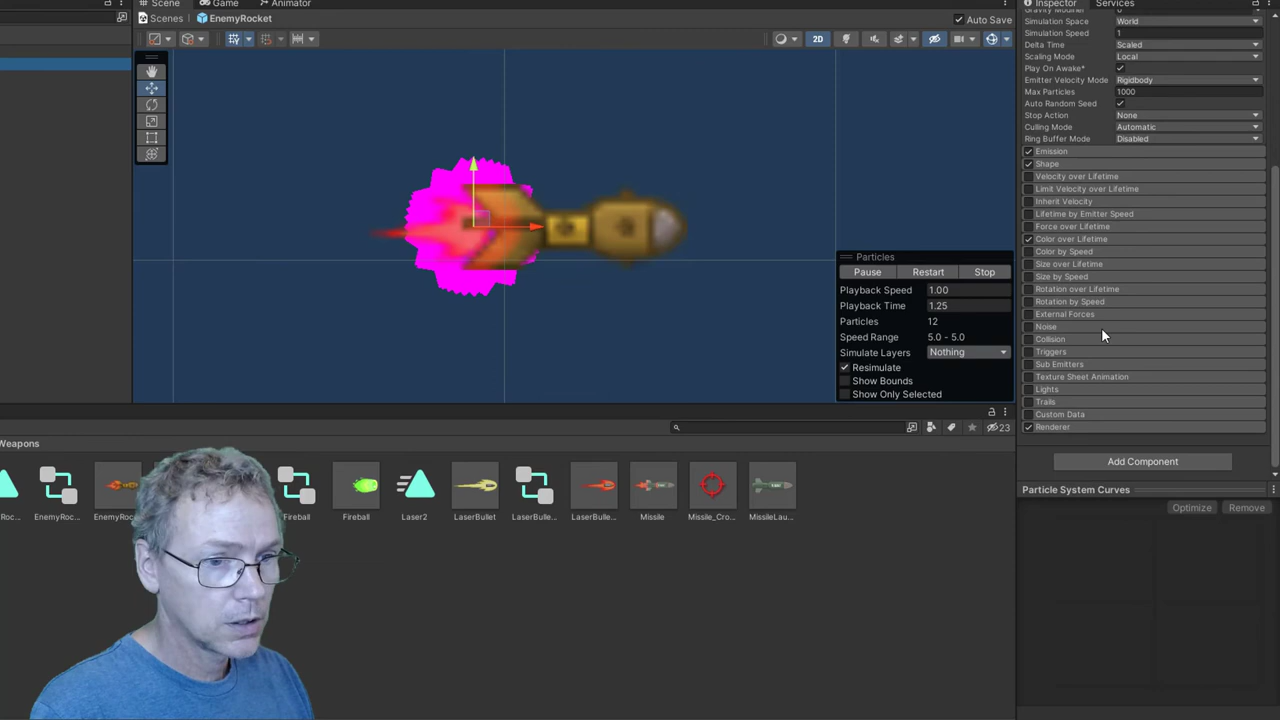 Scene
Game
Animator
Inspector
Services
Scenes
EnemyRocket
Auto Save
2D
Simulation Space
World
Simulation Speed
1
Delta Time
Scaled
Scaling Mode
Local
Play On Awake*
Emitter Velocity Mode
Rigidbody
Max Particles
1000
Auto Random Seed
Stop Action
None
Culling Mode
Automatic
Ring Buffer Mode
Disabled
Emission
Shape
Velocity over Lifetime
Limit Velocity over Lifetime
Inherit Velocity
Lifetime by Emitter Speed
Force over Lifetime
Color over Lifetime
Color by Speed
Size over Lifetime
Size by Speed
Rotation over Lifetime
Rotation by Speed
External Forces
Noise
Collision
Triggers
Sub Emitters
Texture Sheet Animation
Lights
Trails
Custom Data
Renderer
Add Component
Particle System Curves
Optimize
Remove
Particles
Pause
Restart
Stop
Playback Speed
1.00
Playback Time
1.25
Particles
12
Speed Range
5.0 - 5.0
Simulate Layers
Nothing
Resimulate
Show Bounds
Show Only Selected
23
Weapons
Roc...
EnemyRoc...
EnemyRoc
Fireball
Fireball
Laser2
LaserBullet
LaserBulle...
LaserBulle...
Missile
Missile_Cro...
MissileLau...